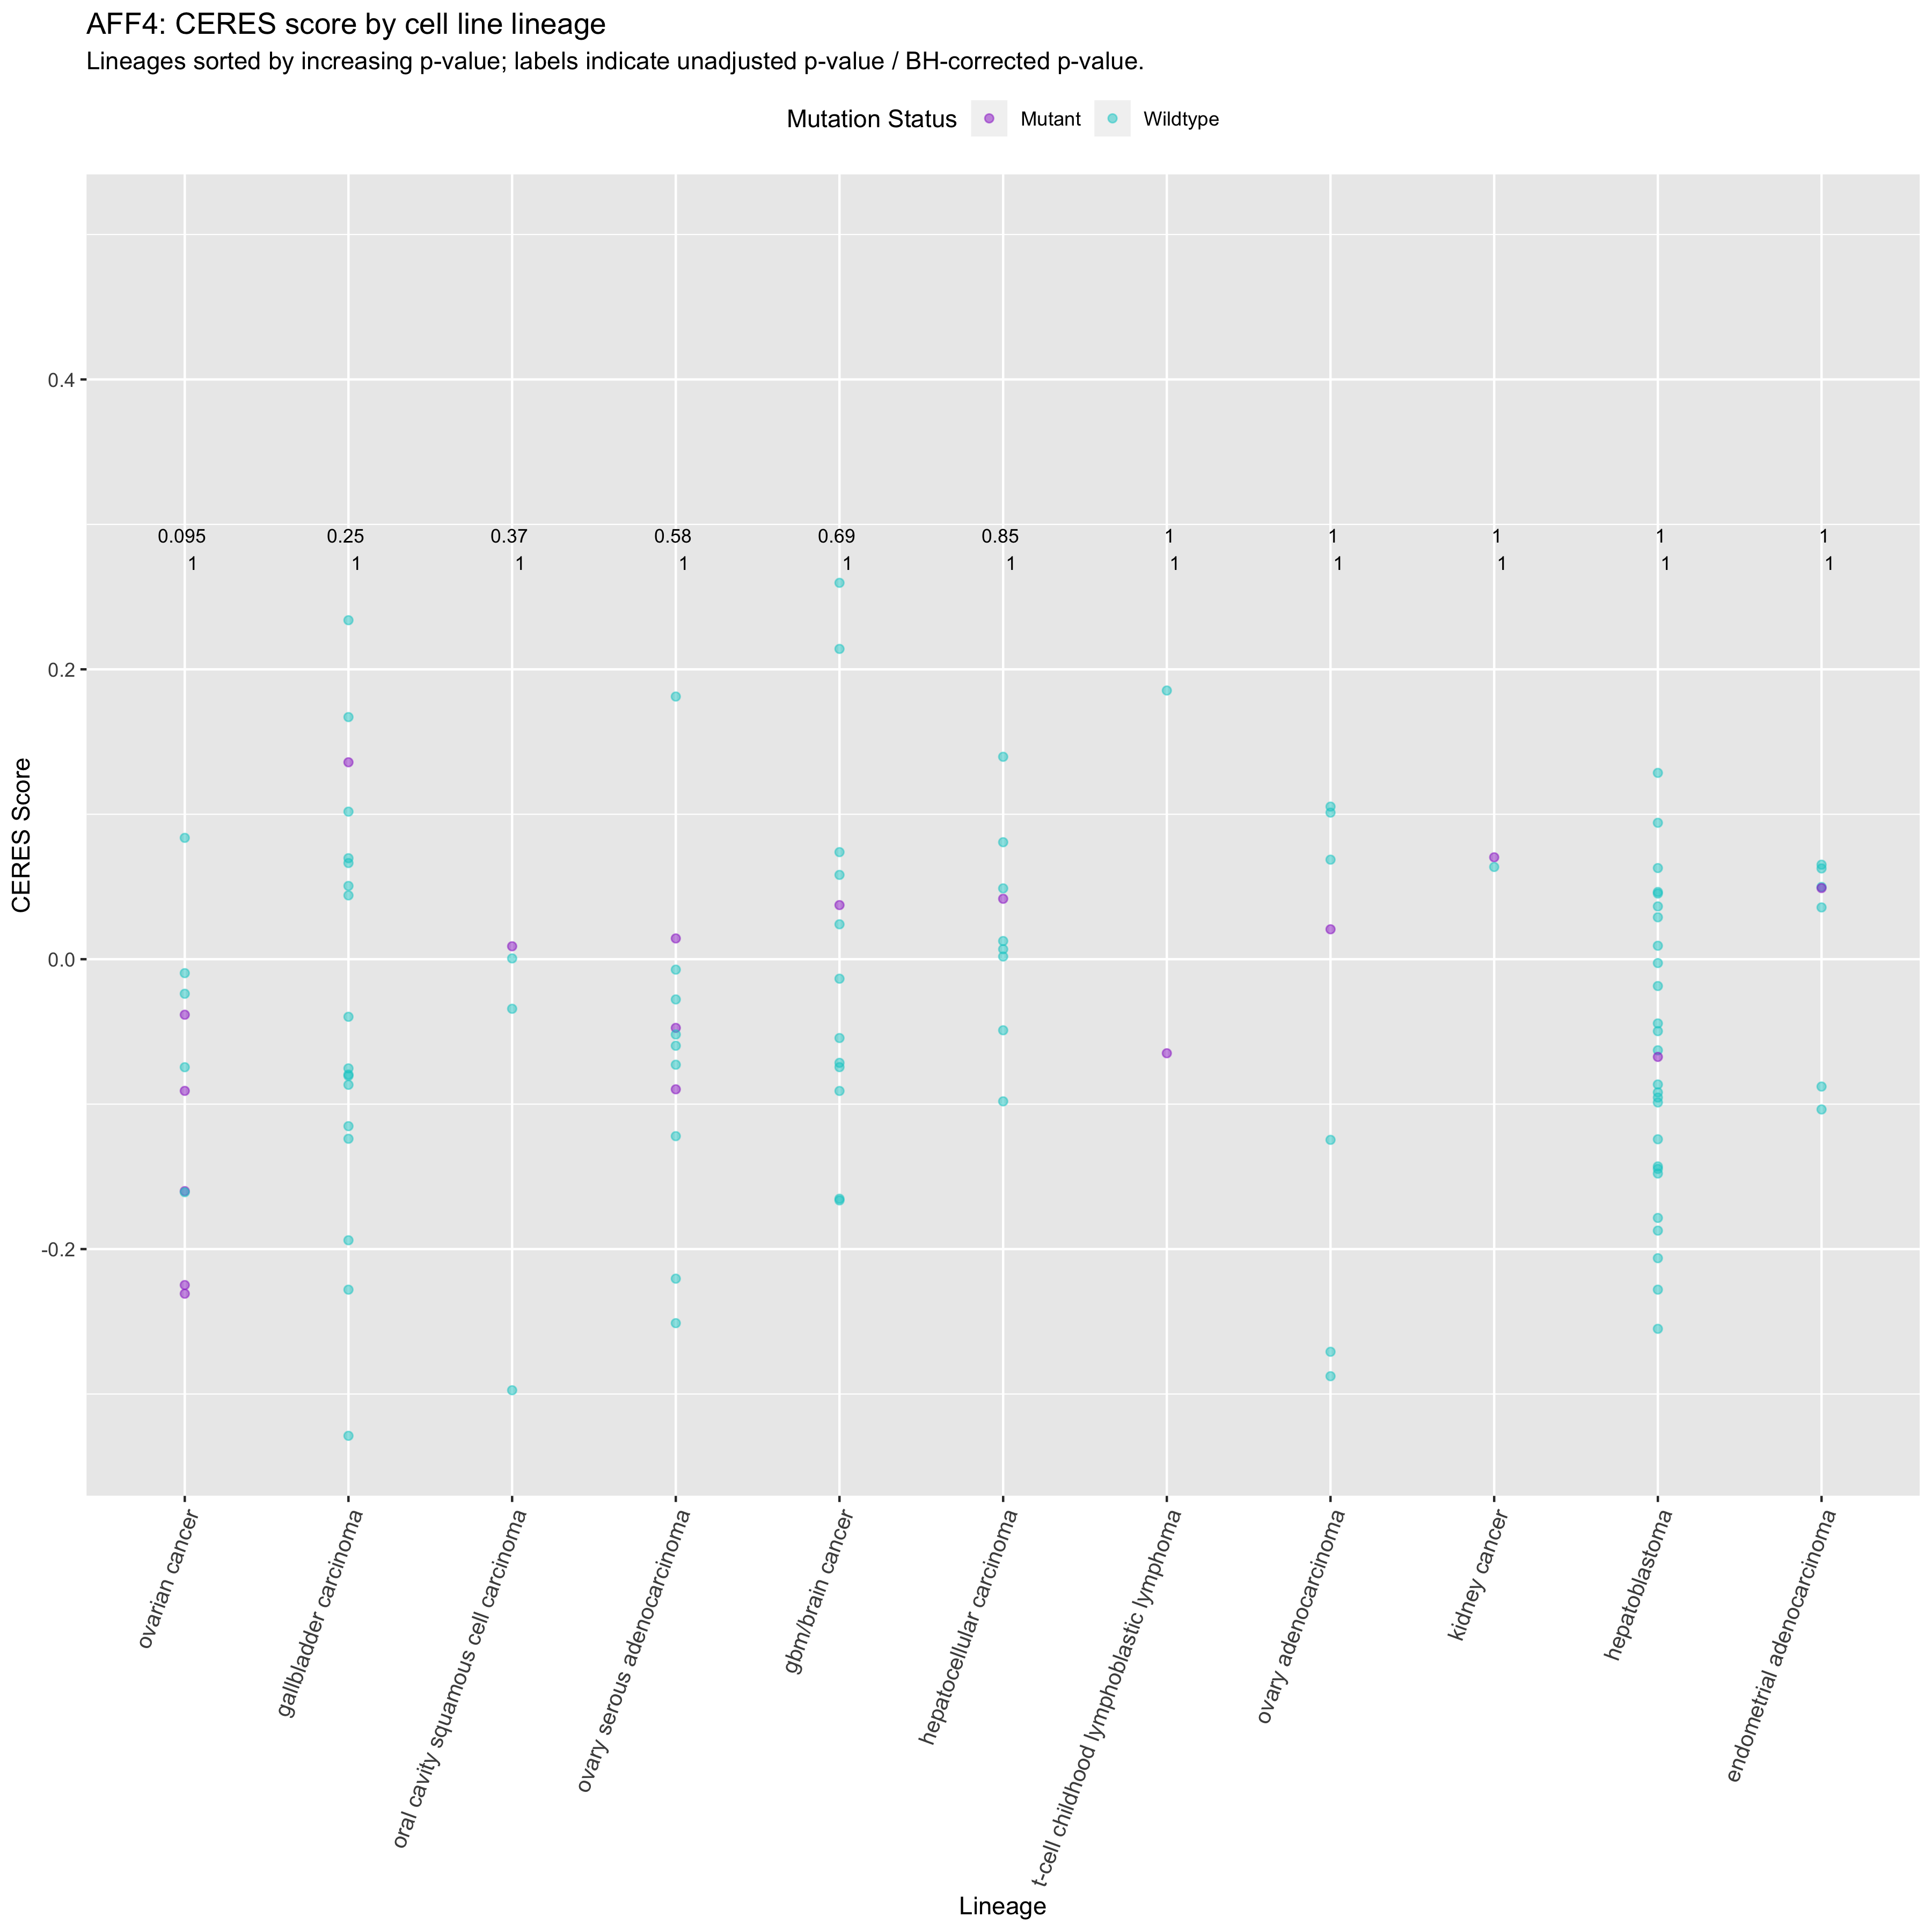 AFF4: CERES score by cell line lineage
Lineages sorted by increasing p-value; labels indicate unadjusted p-value / BH-corrected p-value.
Mutation Status Mutant Wildtype
0.4
0.2
0.0
-0.2
CERES Score
0.095 0.25 0.37 0.58 0.69 0.85 1 1 1 1 1
1 1 1 1 1 1 1 1 1 1 1
ovarian cancer
gallbladder carcinoma
oral cavity squamous cell carcinoma
ovary serous adenocarcinoma
gbm/brain cancer
hepatocellular carcinoma
t-cell childhood lymphoblastic lymphoma
ovary adenocarcinoma
kidney cancer
hepatoblastoma
endometrial adenocarcinoma
Lineage